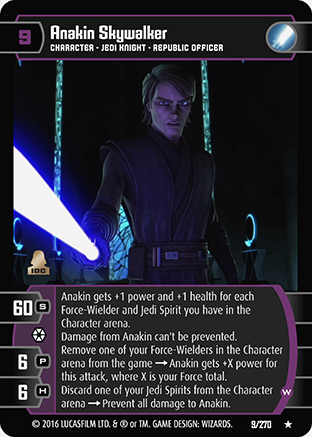 9 Anakin Skywalker
CHARACTER - JEDI KNIGHT - REPUBLIC OFFICER
IDC
60 S
6 P
6 H
Anakin gets +1 power and +1 health for each
Force-Wielder and Jedi Spirit you have in the
Character arena.
Damage from Anakin can't be prevented.
Remove one of your Force-Wielders in the Character
arena from the game → Anakin gets +X power for
this attack, where X is your Force total.
Discard one of your Jedi Spirits from the Character
arena → Prevent all damage to Anakin.
W
© 2016 LUCASFILM LTD. & ® or TM. GAME DESIGN: WIZARDS. 9/270 ★